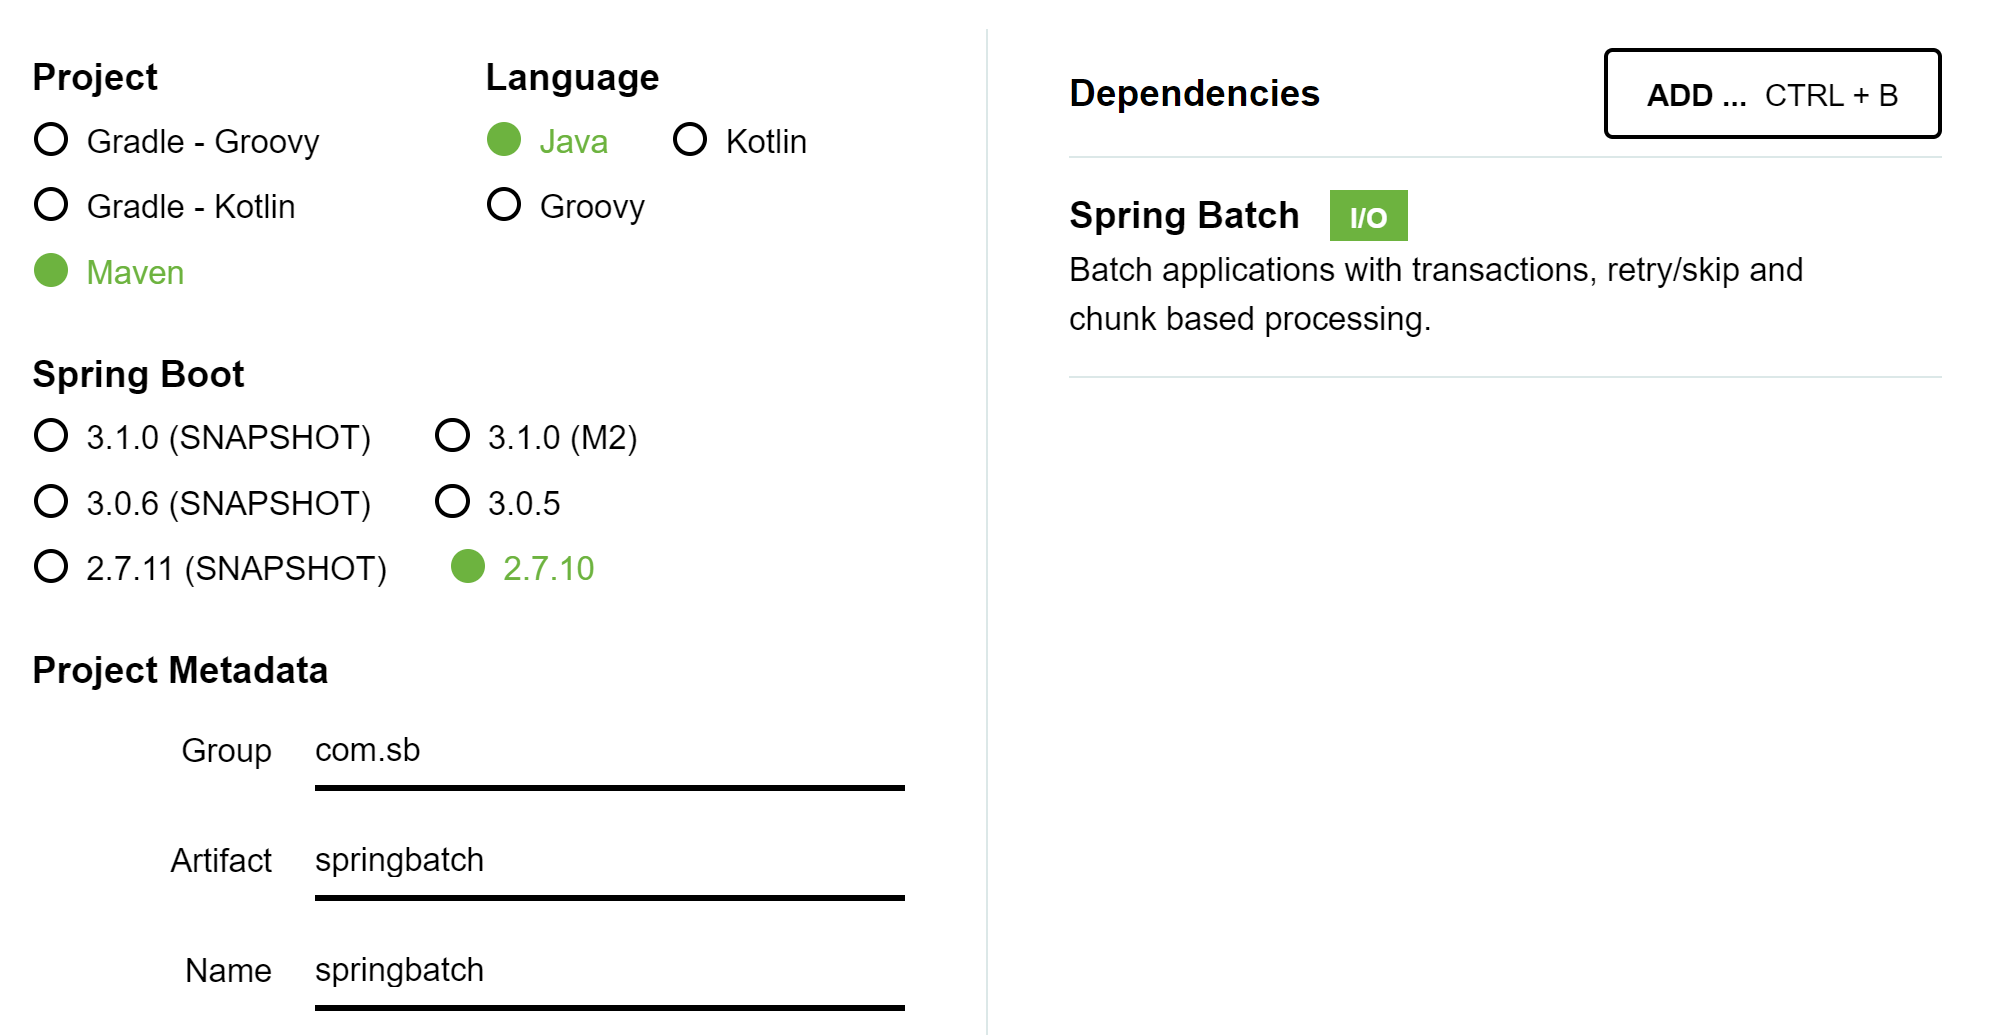 Project
Gradle - Groovy
Gradle - Kotlin
Maven
Language
Java Kotlin
Groovy
Spring Boot
3.1.0 (SNAPSHOT) 3.1.0 (M2)
3.0.6 (SNAPSHOT) 3.0.5
2.7.11 (SNAPSHOT) 2.7.10
Project Metadata
Group com.sb
Artifact springbatch
Name springbatch
Dependencies ADD ... CTRL + B
Spring Batch I/O
Batch applications with transactions, retry/skip and
chunk based processing.